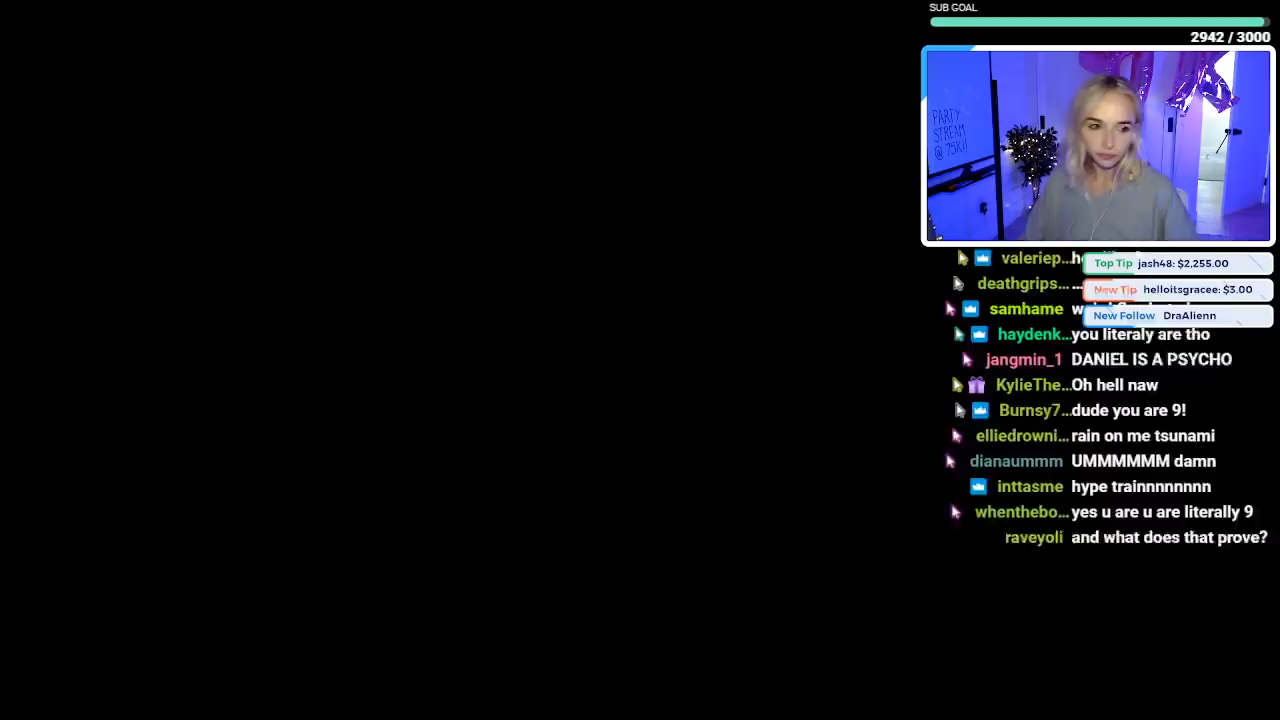 SUB GOAL
2942 / 3000
PARTY
STREAM
@ 75K!!
valeriep...
Top Tip jash48: $2,255.00
deathgrips...
New Tip helloitsgracee: $3.00
samhame
New Follow DraAlienn
haydenk... you literaly are tho
jangmin_1 DANIEL IS A PSYCHO
KylieThe... Oh hell naw
Burnsy7... dude you are 9!
elliedrowni... rain on me tsunami
dianaummm UMMMMMM damn
inttasme hype trainnnnnnn
whenthebo... yes u are u are literally 9
raveyoli and what does that prove?